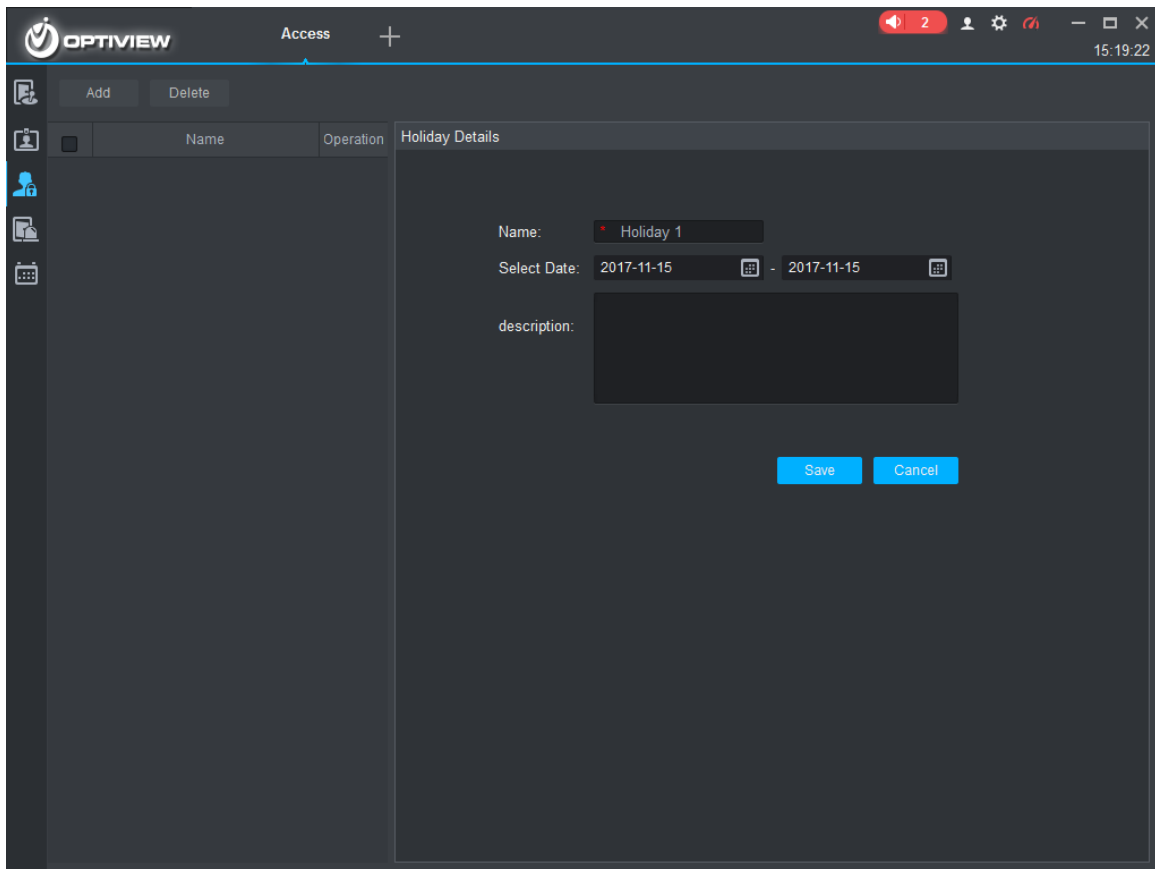 OPTIVIEW
Access
2
15:19:22
Add Delete
Name Operation
Holiday Details
Name: * Holiday 1
Select Date: 2017-11-15 - 2017-11-15
description:
Save Cancel